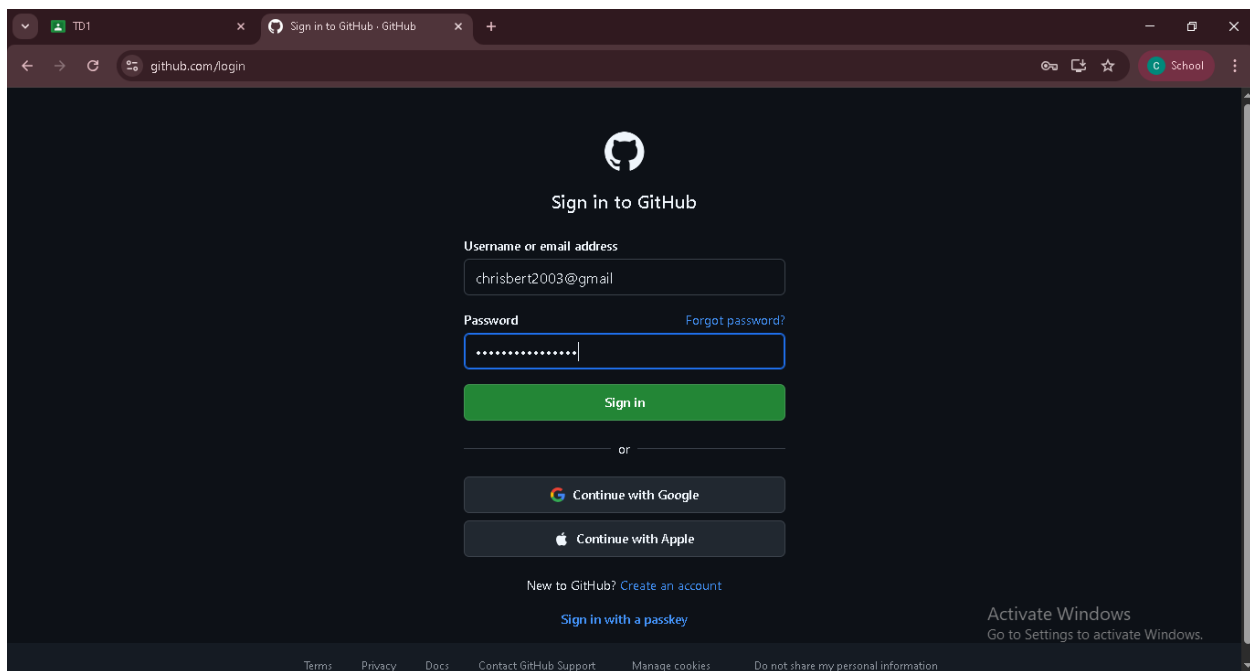 TD1
Sign in to GitHub · GitHub
github.com/login
C School
Sign in to GitHub
Username or email address
chrisbert2003@gmail
Password Forgot password?
Sign in
or
Continue with Google
Continue with Apple
New to GitHub? Create an account
Sign in with a passkey
Activate Windows
Go to Settings to activate Windows.
Terms Privacy Docs Contact GitHub Support Manage cookies Do not share my personal information